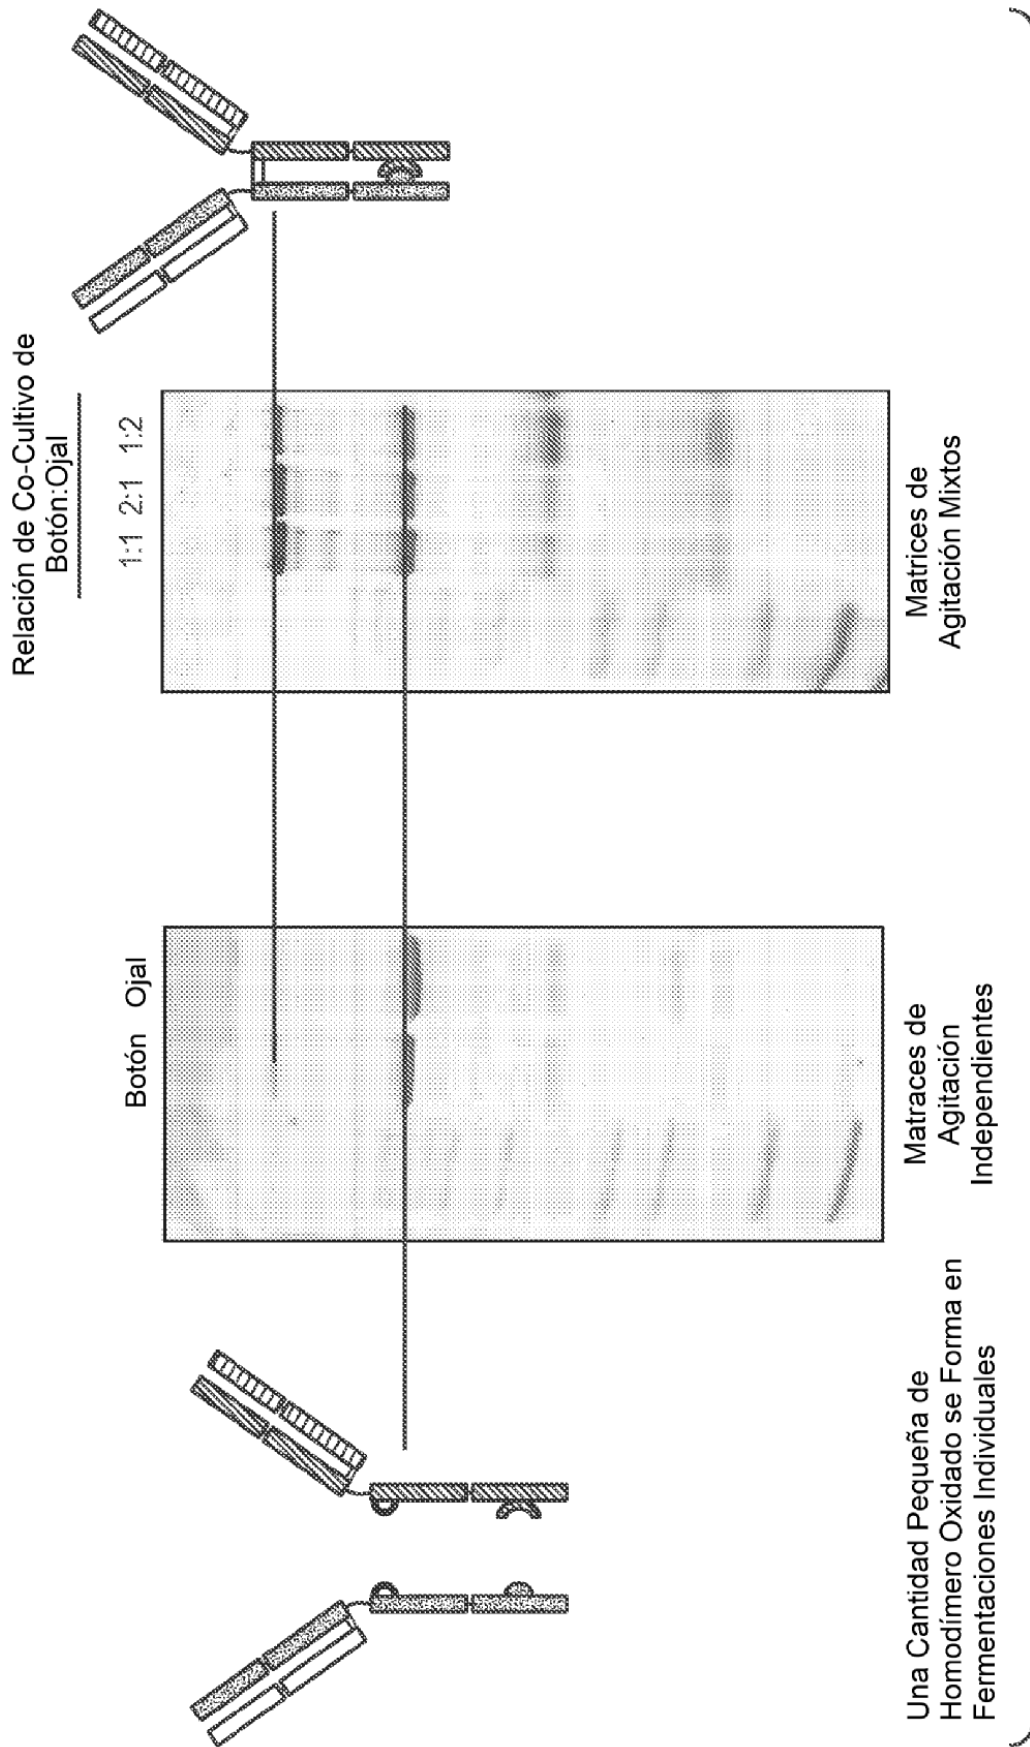 Relación de Co-Cultivo de
Botón:Ojal
1:1 2:1 1:2
Matrices de
Agitación Mixtos
Botón Ojal
Matraces de
Agitación
Independientes
Una Cantidad Pequeña de
Homodímero Oxidado se Forma en
Fermentaciones Individuales